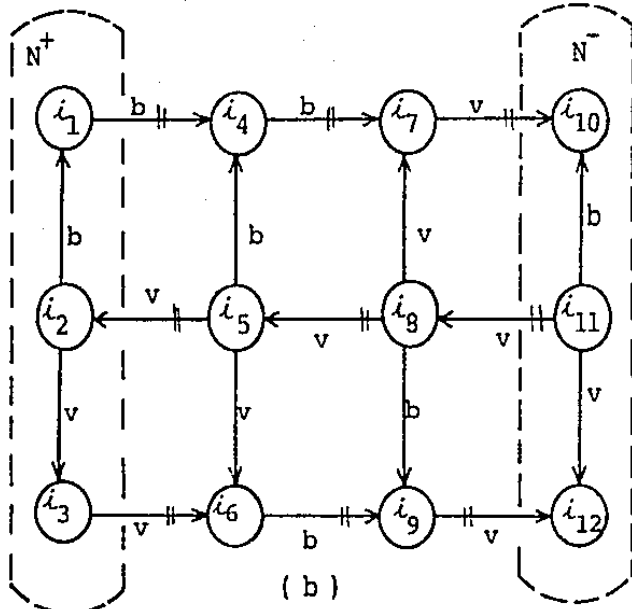 N+ N-
i1 b i4 b i7 v i10
b b v b
i2 v i5 v i8 v i11
v v b v
i3 v i6 b i9 v i12
(b)